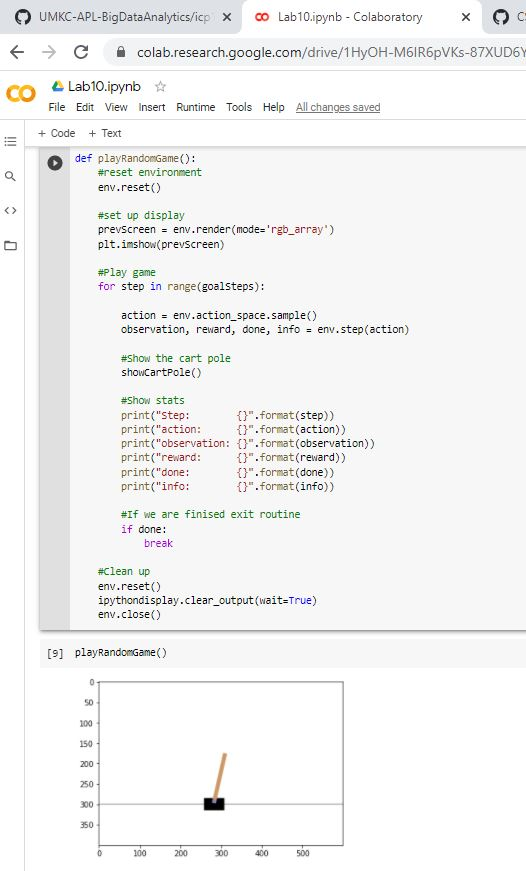 UMKC-APL-BigDataAnalytics/icp
Lab10.ipynb - Colaboratory
colab.research.google.com/drive/1HyOH-M6IR6pVKs-87XUD6Y
CO Lab10.ipynb
File Edit View Insert Runtime Tools Help All changes saved
+ Code + Text
def playRandomGame():
#reset environment
env.reset()
#set up display
prevScreen = env.render(mode='rgb_array')
plt.imshow(prevScreen)
#Play game
for step in range(goalSteps):
action = env.action_space.sample()
observation, reward, done, info = env.step(action)
#Show the cart pole
showCartPole()
#Show stats
print("Step:        {}".format(step))
print("action:      {}".format(action))
print("observation: {}".format(observation))
print("reward:      {}".format(reward))
print("done:        {}".format(done))
print("info:        {}".format(info))
#If we are finised exit routine
if done:
break
#Clean up
env.reset()
ipythondisplay.clear_output(wait=True)
env.close()
[9] playRandomGame()
0
50
100
150
200
250
300
350
0 100 200 300 400 500